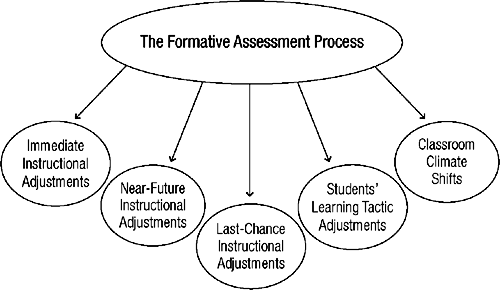 The Formative Assessment Process
Immediate
Instructional
Adjustments
Near-Future
Instructional
Adjustments
Last-Chance
Instructional
Adjustments
Students’
Learning Tactic
Adjustments
Classroom
Climate
Shifts